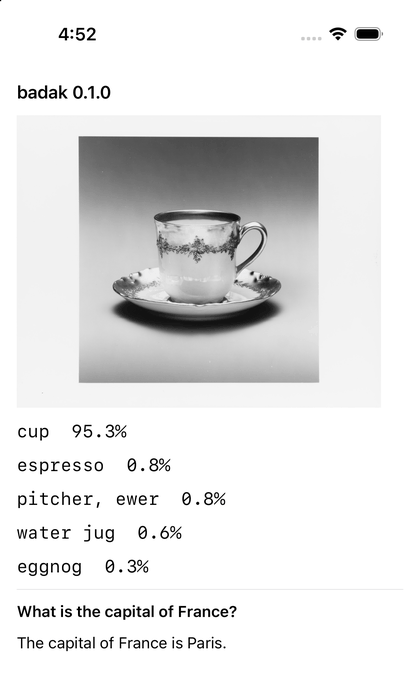 4:52
badak 0.1.0
cup 95.3%
espresso 0.8%
pitcher, ewer 0.8%
water jug 0.6%
eggnog 0.3%
What is the capital of France?
The capital of France is Paris.